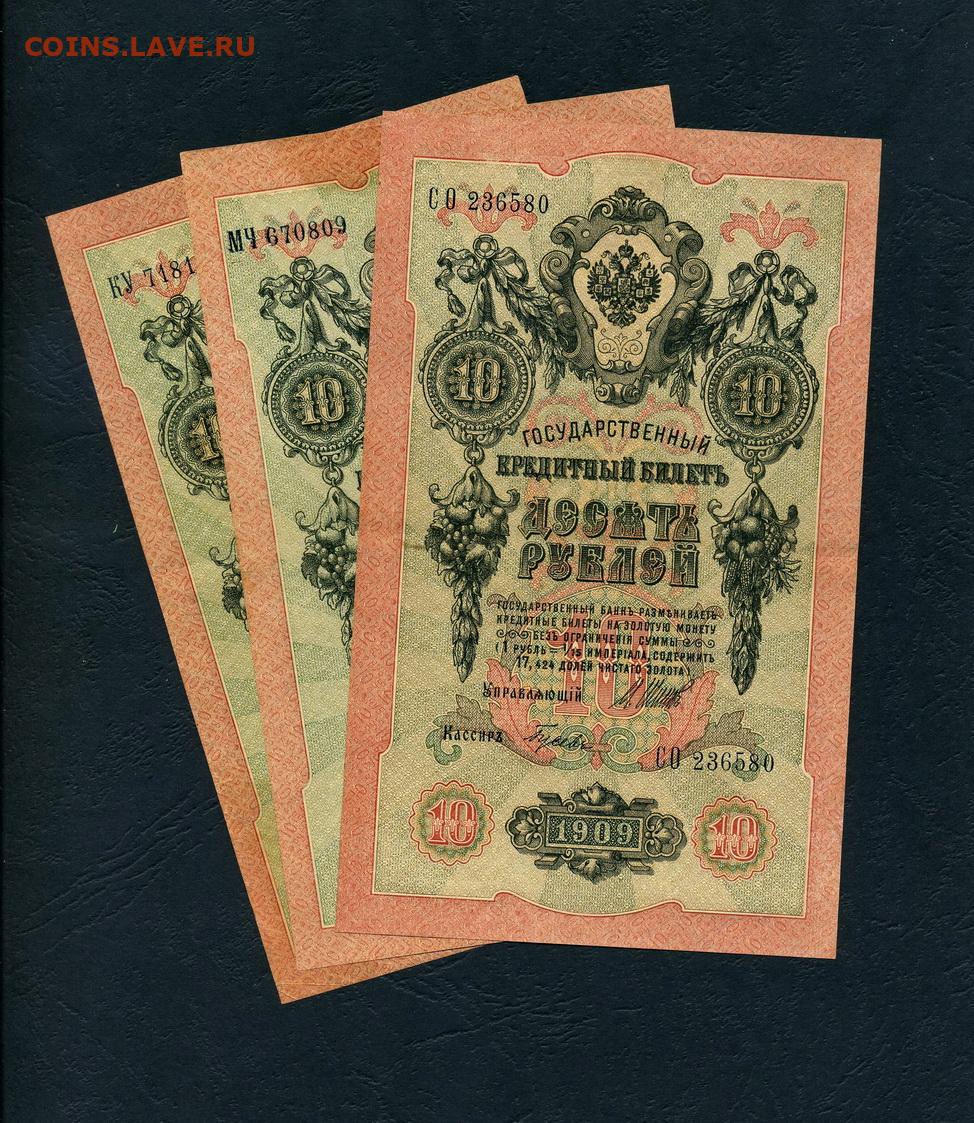 COINS.LAVE.RU
КУ 7181
МЧ 670809
СО 236580
10
10
10
10
ГОСУДАРСТВЕННЫЙ
КРЕДИТНЫЙ БИЛЕТЪ
ДЕСЯТЬ
РУБЛЕЙ
ГОСУДАРСТВЕННЫЙ БАНКЪ РАЗМѢНИВАЕТЪ
КРЕДИТНЫЕ БИЛЕТЫ НА ЗОЛОТУЮ МОНЕТУ
БЕЗЪ ОГРАНИЧЕНІЯ СУММЫ
(1 РУБЛЬ = 1/15 ИМПЕРІАЛА, СОДЕРЖИТЪ
17,424 ДОЛЕЙ ЧИСТАГО ЗОЛОТА)
10
УПРАВЛЯЮЩІЙ
КАССИРЪ
СО 236580
10
1909
10